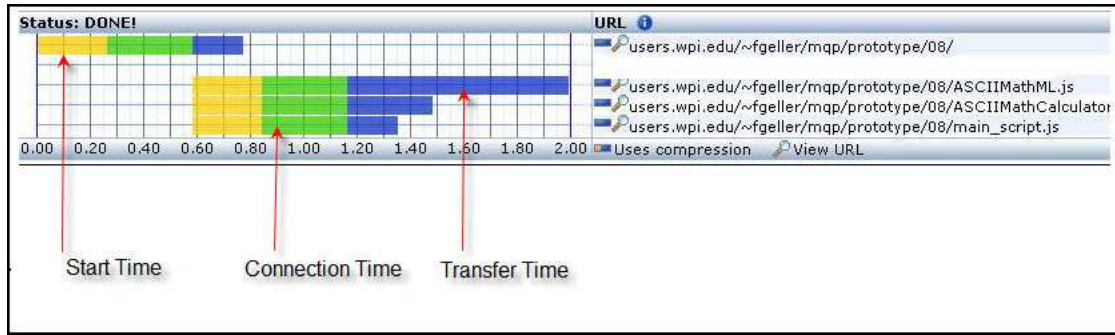 Status: DONE!
URL
users.wpi.edu/~fgeller/mqp/prototype/08/
users.wpi.edu/~fgeller/mqp/prototype/08/ASCIIMathML.js
users.wpi.edu/~fgeller/mqp/prototype/08/ASCIIMathCalculator
users.wpi.edu/~fgeller/mqp/prototype/08/main_script.js
0.00 0.20 0.40 0.60 0.80 1.00 1.20 1.40 1.60 1.80 2.00 Uses compression View URL
Start Time Connection Time Transfer Time